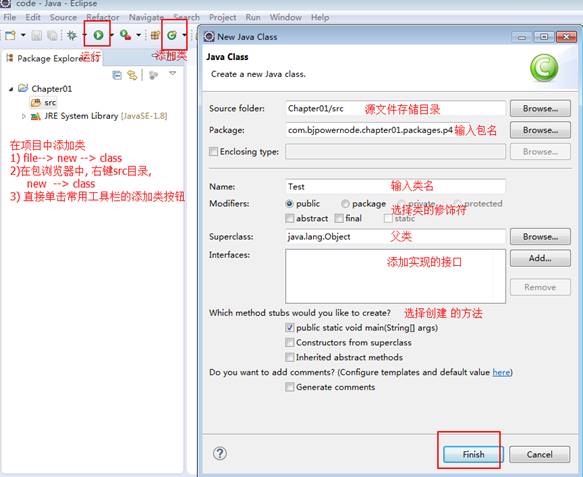 code - Java - Eclipse
File Edit Source Refactor Navigate Search Project Run Window Help
运行
添加类
Package Explorer
Chapter01
src
JRE System Library [JavaSE-1.8]
在项目中添加类
1) file--> new --> class
2)在包浏览器中, 右键src目录,
new --> class
3) 直接单击常用工具栏的添加类按钮
New Java Class
Java Class
Create a new Java class.
Source folder: Chapter01/src 源文件存储目录 Browse...
Package: com.bjpowernode.chapter01.packages.p4 输入包名 Browse...
Enclosing type: Browse...
Name: Test 输入类名
Modifiers: public package private protected
选择类的修饰符
abstract final static
Superclass: java.lang.Object 父类 Browse...
Interfaces: 添加实现的接口 Add...
Remove
Which method stubs would you like to create? 选择创建 的方法
public static void main(String[] args)
Constructors from superclass
Inherited abstract methods
Do you want to add comments? (Configure templates and default value here)
Generate comments
Finish Cancel